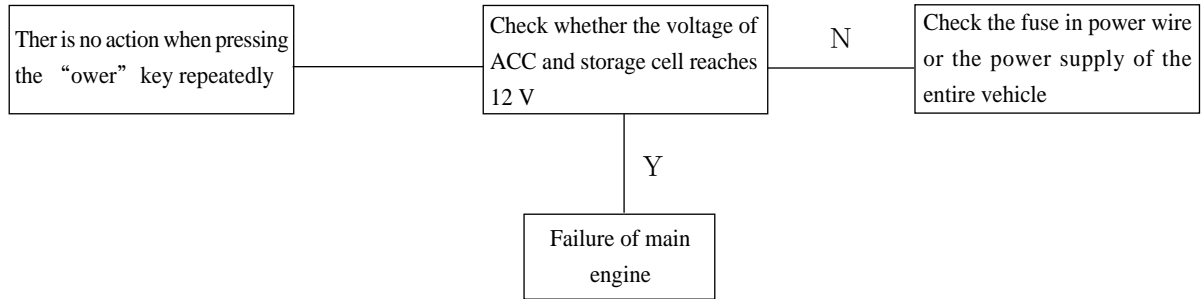 Ther is no action when pressing
the “ower” key repeatedly
Check whether the voltage of
ACC and storage cell reaches
12 V
N
Check the fuse in power wire
or the power supply of the
entire vehicle
Y
Failure of main
engine